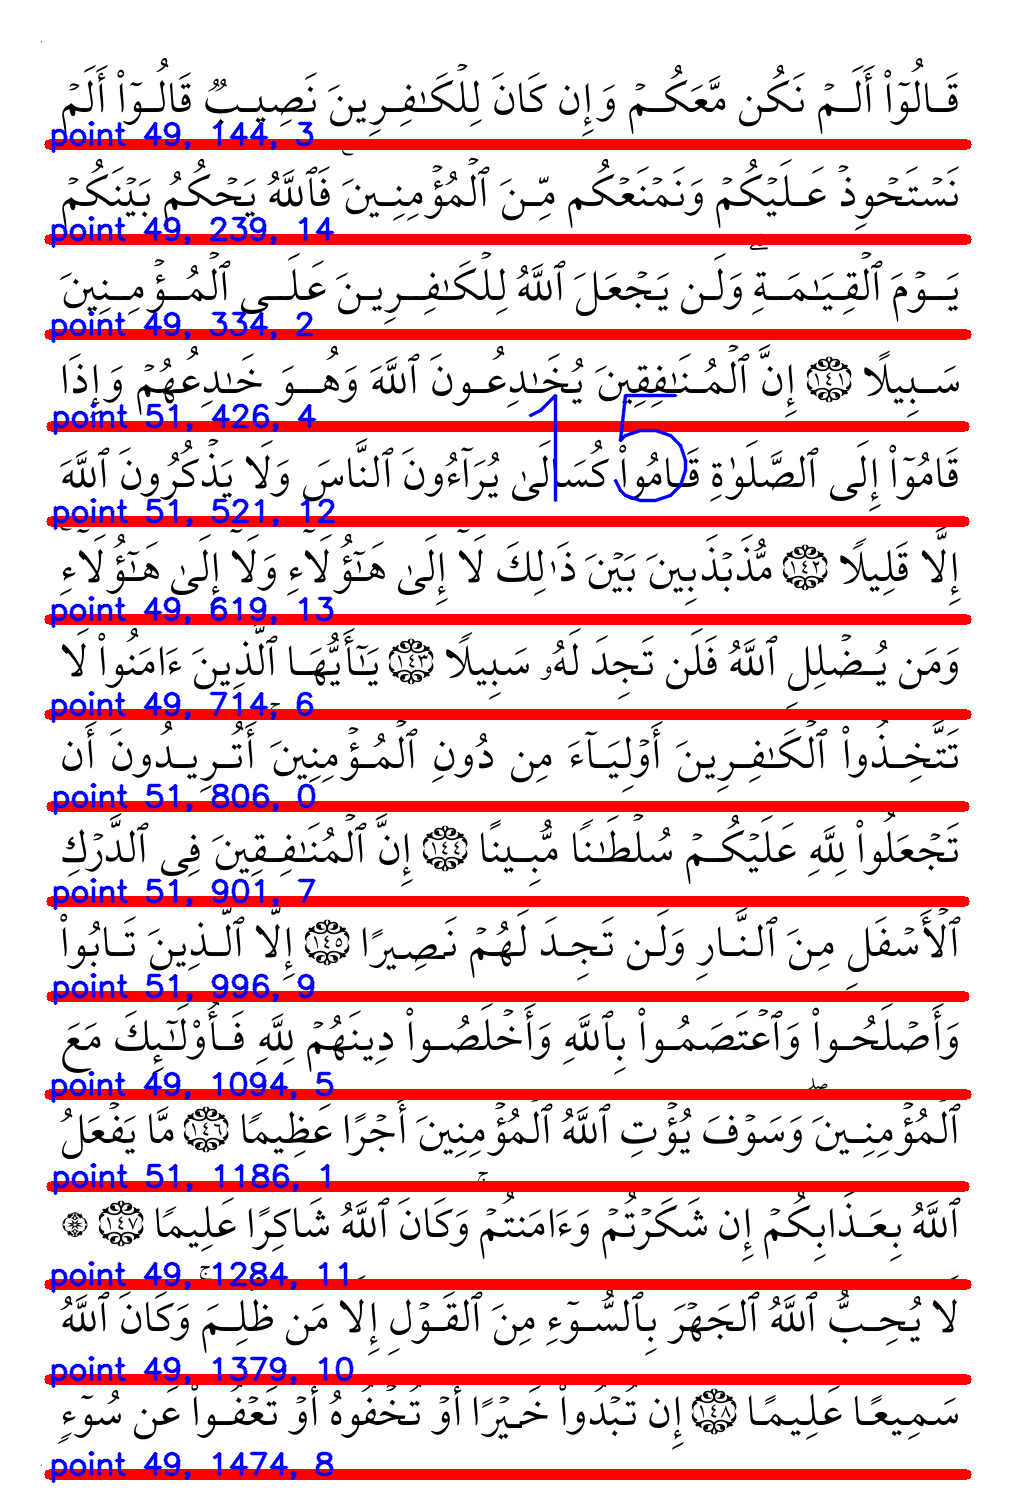 قَالُوٓا۟ أَلَمْ نَكُن مَّعَكُمْ وَإِن كَانَ لِلْكَـٰفِرِينَ نَصِيبٌ قَالُوٓا۟ أَلَمْ
point 49, 144, 3
نَسْتَحْوِذْ عَلَيْكُمْ وَنَمْنَعْكُم مِّنَ ٱلْمُؤْمِنِينَ ۚ فَٱللَّهُ يَحْكُمُ بَيْنَكُمْ
point 49, 239, 14
يَوْمَ ٱلْقِيَـٰمَةِ ۗ وَلَن يَجْعَلَ ٱللَّهُ لِلْكَـٰفِرِينَ عَلَى ٱلْمُؤْمِنِينَ
point 49, 334, 2
سَبِيلًا ١٤١ إِنَّ ٱلْمُنَـٰفِقِينَ يُخَـٰدِعُونَ ٱللَّهَ وَهُوَ خَـٰدِعُهُمْ وَإِذَا
point 51, 426, 4
15
قَامُوٓا۟ إِلَى ٱلصَّلَوٰةِ قَامُوا۟ كُسَالَىٰ يُرَآءُونَ ٱلنَّاسَ وَلَا يَذْكُرُونَ ٱللَّهَ
point 51, 521, 12
إِلَّا قَلِيلًا ١٤٢ مُّذَبْذَبِينَ بَيْنَ ذَٰلِكَ لَآ إِلَىٰ هَـٰٓؤُلَآءِ وَلَآ إِلَىٰ هَـٰٓؤُلَآءِ ۚ
point 49, 619, 13
وَمَن يُضْلِلِ ٱللَّهُ فَلَن تَجِدَ لَهُۥ سَبِيلًا ١٤٣ يَـٰٓأَيُّهَا ٱلَّذِينَ ءَامَنُوا۟ لَا
point 49, 714, 6
تَتَّخِذُوا۟ ٱلْكَـٰفِرِينَ أَوْلِيَآءَ مِن دُونِ ٱلْمُؤْمِنِينَ ۚ أَتُرِيدُونَ أَن
point 51, 806, 0
تَجْعَلُوا۟ لِلَّهِ عَلَيْكُمْ سُلْطَـٰنًا مُّبِينًا ١٤٤ إِنَّ ٱلْمُنَـٰفِقِينَ فِى ٱلدَّرْكِ
point 51, 901, 7
ٱلْأَسْفَلِ مِنَ ٱلنَّارِ وَلَن تَجِدَ لَهُمْ نَصِيرًا ١٤٥ إِلَّا ٱلَّذِينَ تَابُوا۟
point 51, 996, 9
وَأَصْلَحُوا۟ وَٱعْتَصَمُوا۟ بِٱللَّهِ وَأَخْلَصُوا۟ دِينَهُمْ لِلَّهِ فَأُو۟لَـٰٓئِكَ مَعَ
point 49, 1094, 5
ٱلْمُؤْمِنِينَ ۖ وَسَوْفَ يُؤْتِ ٱللَّهُ ٱلْمُؤْمِنِينَ أَجْرًا عَظِيمًا ١٤٦ مَّا يَفْعَلُ
point 51, 1186, 1
ٱللَّهُ بِعَذَابِكُمْ إِن شَكَرْتُمْ وَءَامَنتُمْ ۚ وَكَانَ ٱللَّهُ شَاكِرًا عَلِيمًا ١٤٧ ۞
point 49, 1284, 11
لَا يُحِبُّ ٱللَّهُ ٱلْجَهْرَ بِٱلسُّوٓءِ مِنَ ٱلْقَوْلِ إِلَّا مَن ظُلِمَ ۚ وَكَانَ ٱللَّهُ
point 49, 1379, 10
سَمِيعًا عَلِيمًا ١٤٨ إِن تُبْدُوا۟ خَيْرًا أَوْ تُخْفُوهُ أَوْ تَعْفُوا۟ عَن سُوٓءٍ
point 49, 1474, 8